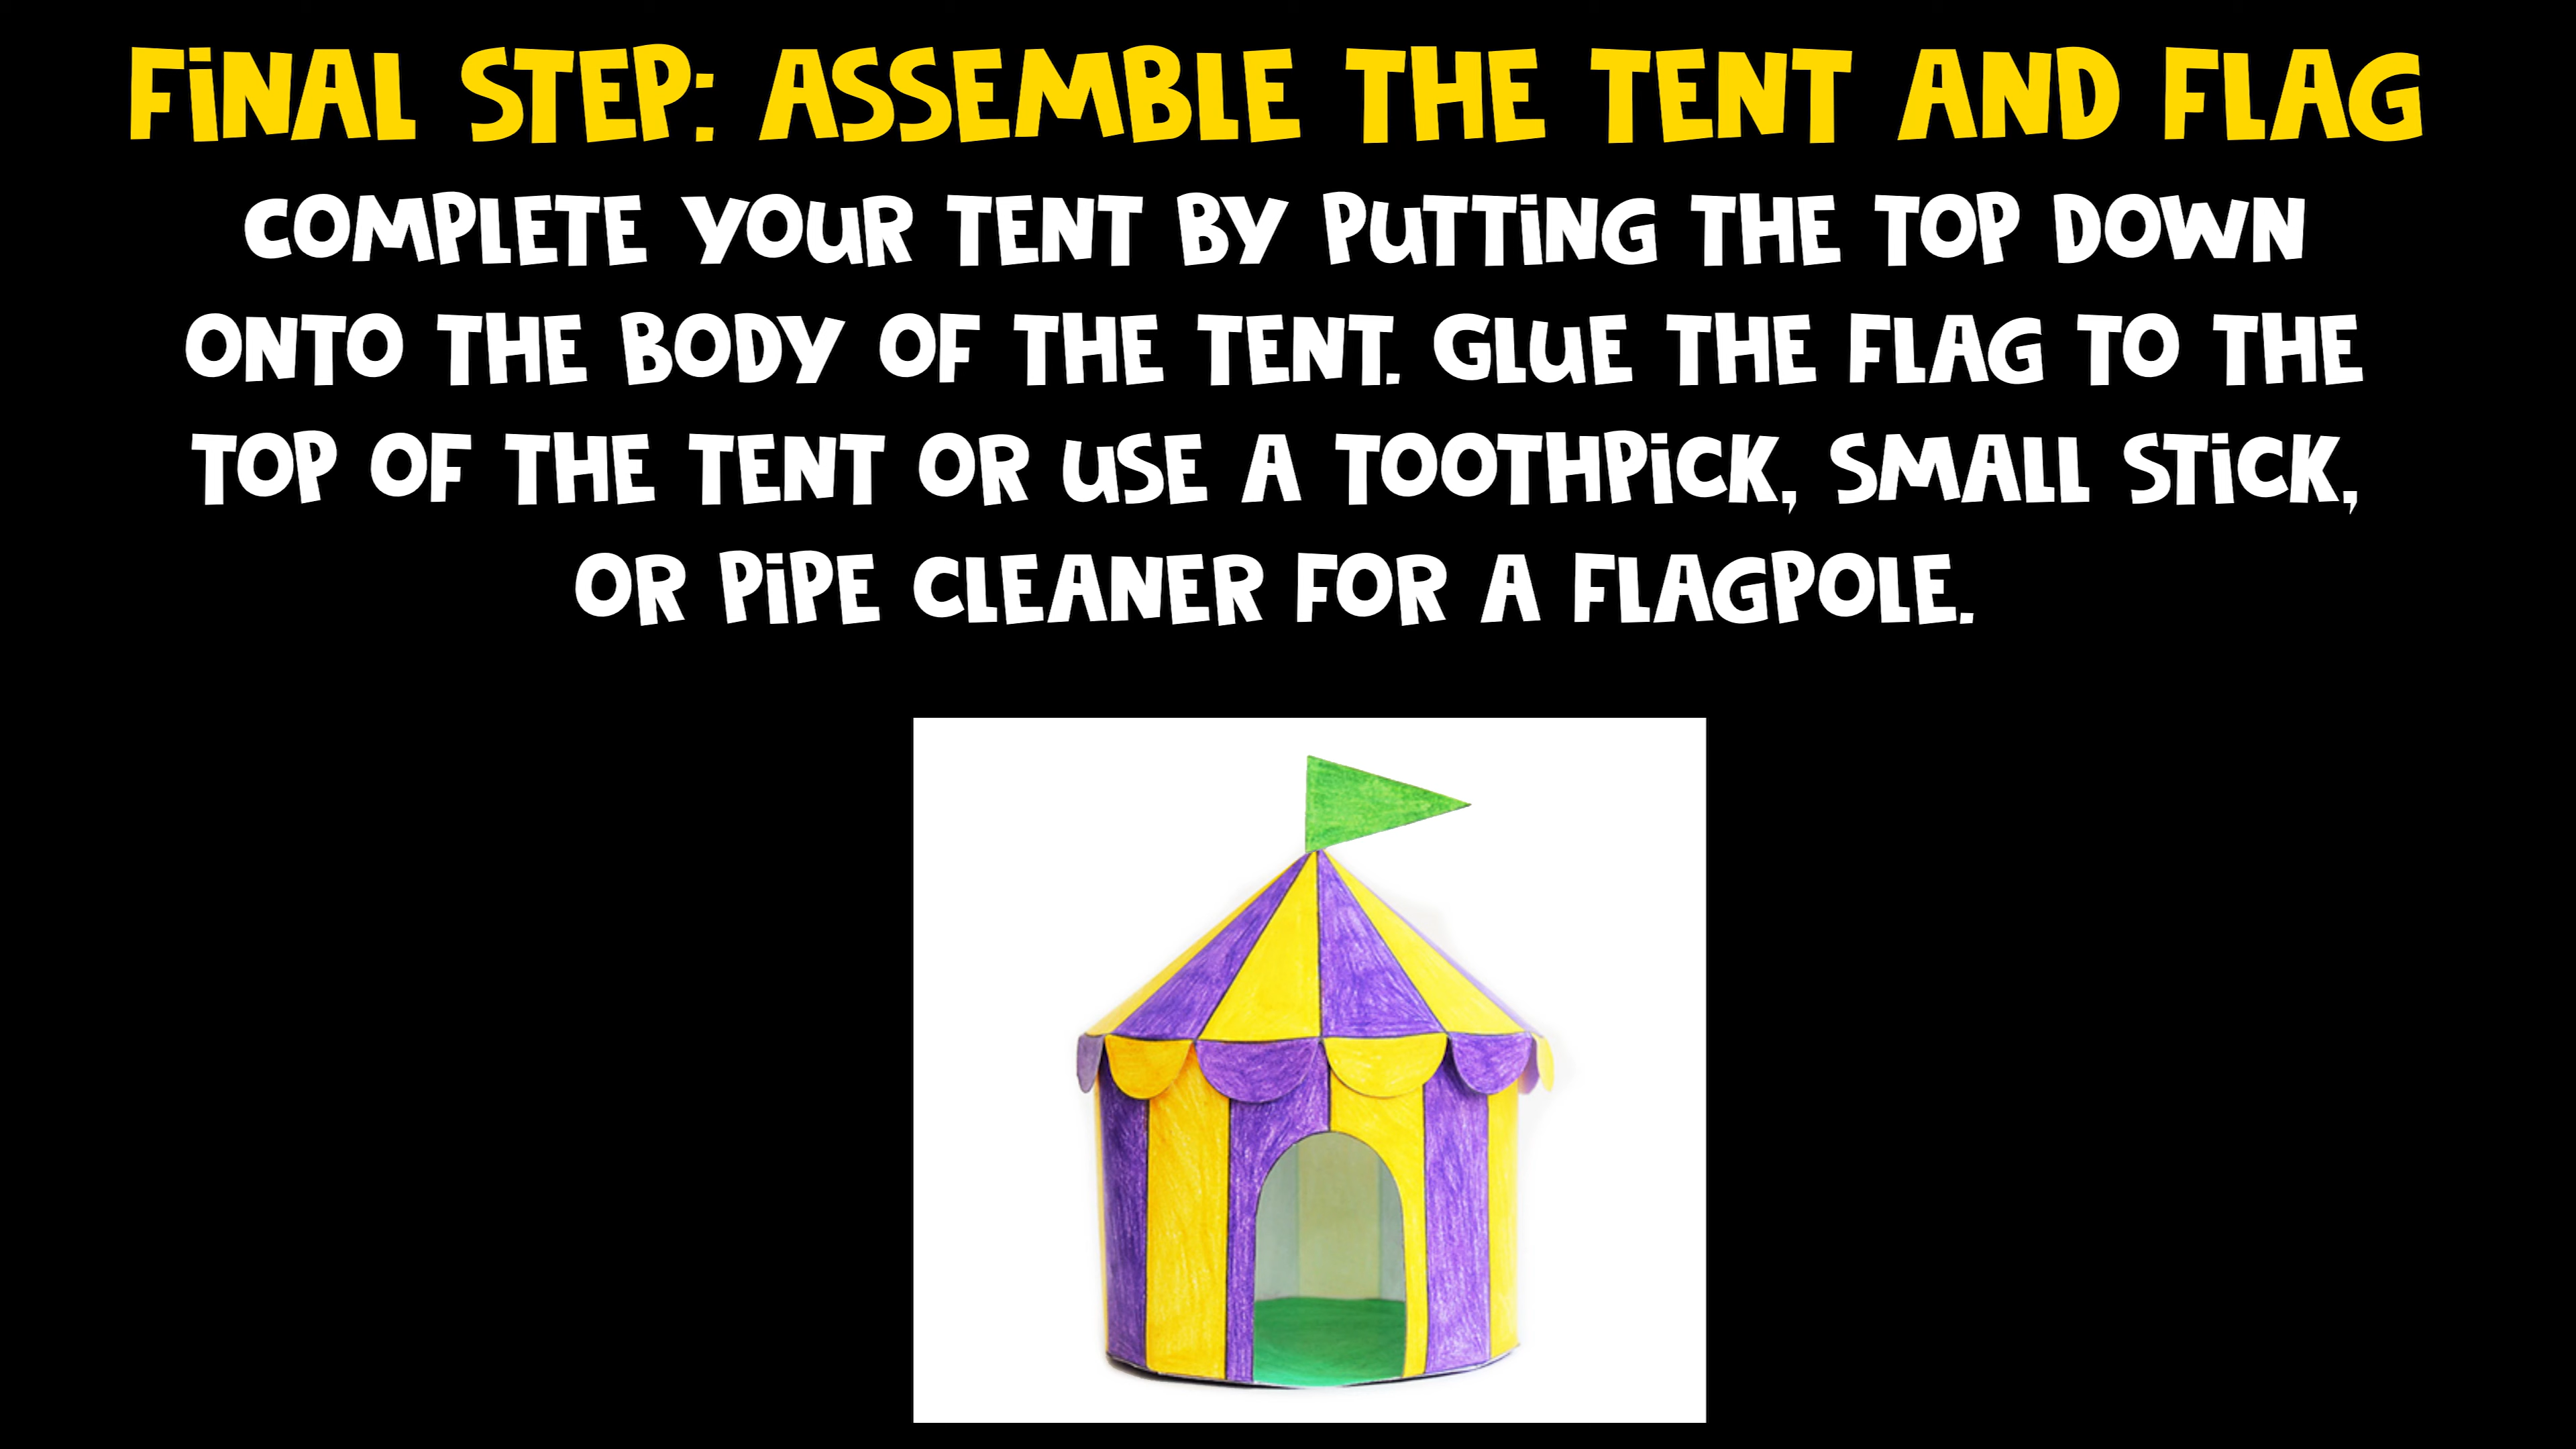 FINAL STEP: ASSEMBLE THE TENT AND FLAG
COMPLETE YOUR TENT BY PUTTING THE TOP DOWN
ONTO THE BODY OF THE TENT. GLUE THE FLAG TO THE
TOP OF THE TENT OR USE A TOOTHPICK, SMALL STICK,
OR PIPE CLEANER FOR A FLAGPOLE.